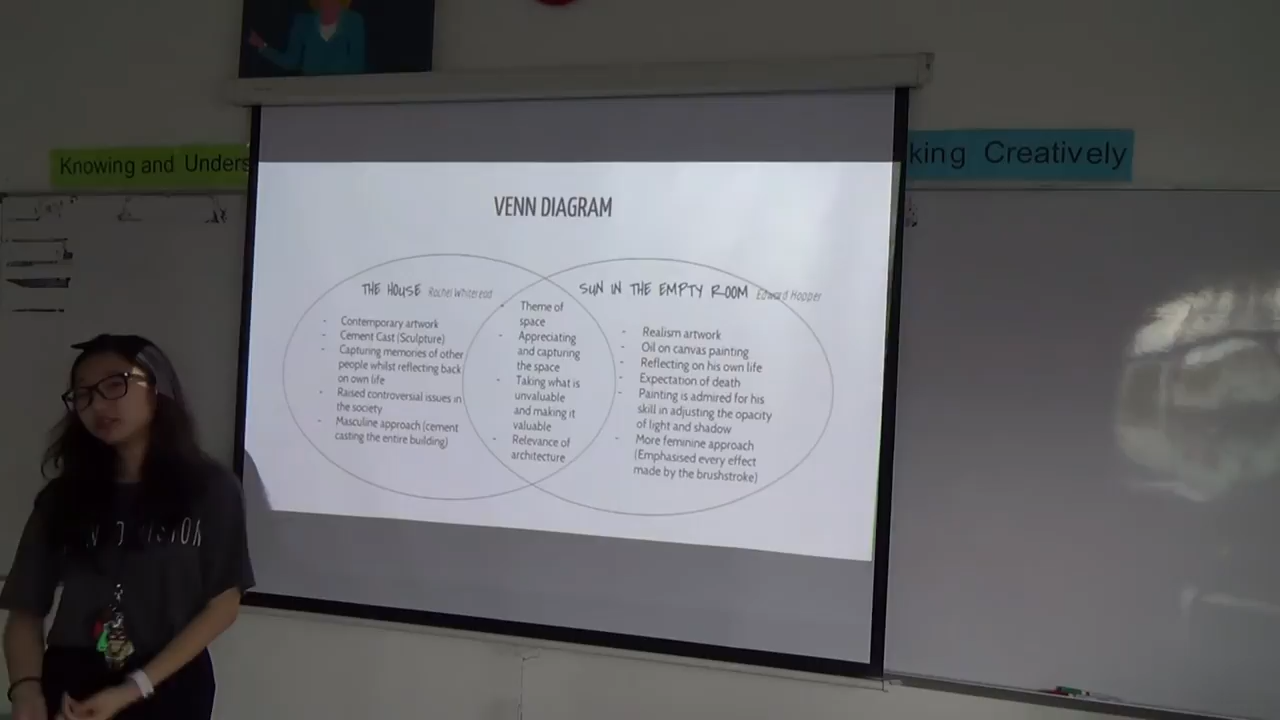 Knowing and Unders
king Creatively
VENN DIAGRAM
THE HOUSE Rachel Whiteread
- Contemporary artwork
- Cement Cast (Sculpture)
- Capturing memories of other
people whilst reflecting back
on own life
- Raised controversial issues in
the society
- Masculine approach (cement
casting the entire building)
- Theme of
space
- Appreciating
and capturing
the space
- Taking what is
unvaluable
and making it
valuable
- Relevance of
architecture
SUN IN THE EMPTY ROOM Edward Hopper
- Realism artwork
- Oil on canvas painting
- Reflecting on his own life
- Expectation of death
- Painting is admired for his
skill in adjusting the opacity
of light and shadow
- More feminine approach
(Emphasised every effect
made by the brushstroke)